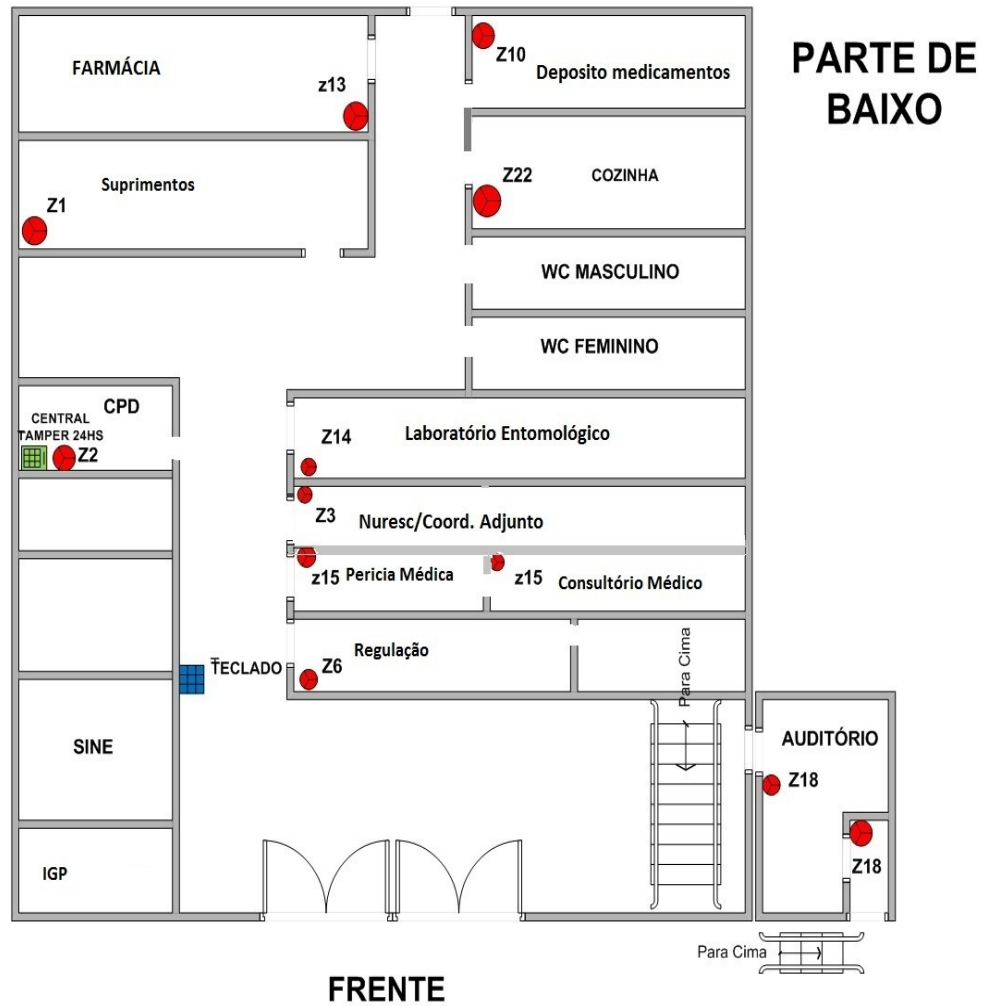 PARTE DE
BAIXO
FARMÁCIA
z13
Z10
Deposito medicamentos
Suprimentos
Z1
Z22
COZINHA
WC MASCULINO
WC FEMININO
CPD
CENTRAL
TAMPER 24HS
Z2
Z14
Laboratório Entomológico
Z3
Nuresc/Coord. Adjunto
z15
Pericia Médica
z15
Consultório Médico
Regulação
Z6
TECLADO
Para Cima
SINE
AUDITÓRIO
Z18
Z18
IGP
Para Cima
FRENTE